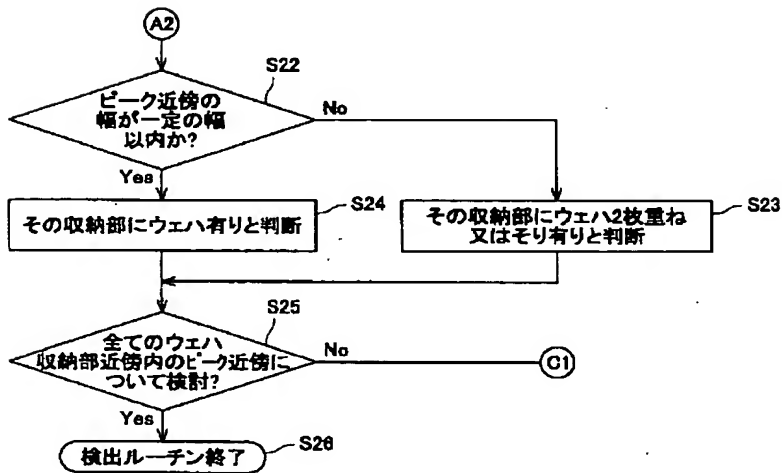 A2
S22
ピーク近傍の
幅が一定の幅
以内か?
No
Yes
S24
その収納部にウェハ有りと判断
S23
その収納部にウェハ2枚重ね
又はそり有りと判断
S25
全てのウェハ
収納部近傍内のピーク近傍に
ついて検討?
No
C1
Yes
S26
検出ルーチン終了